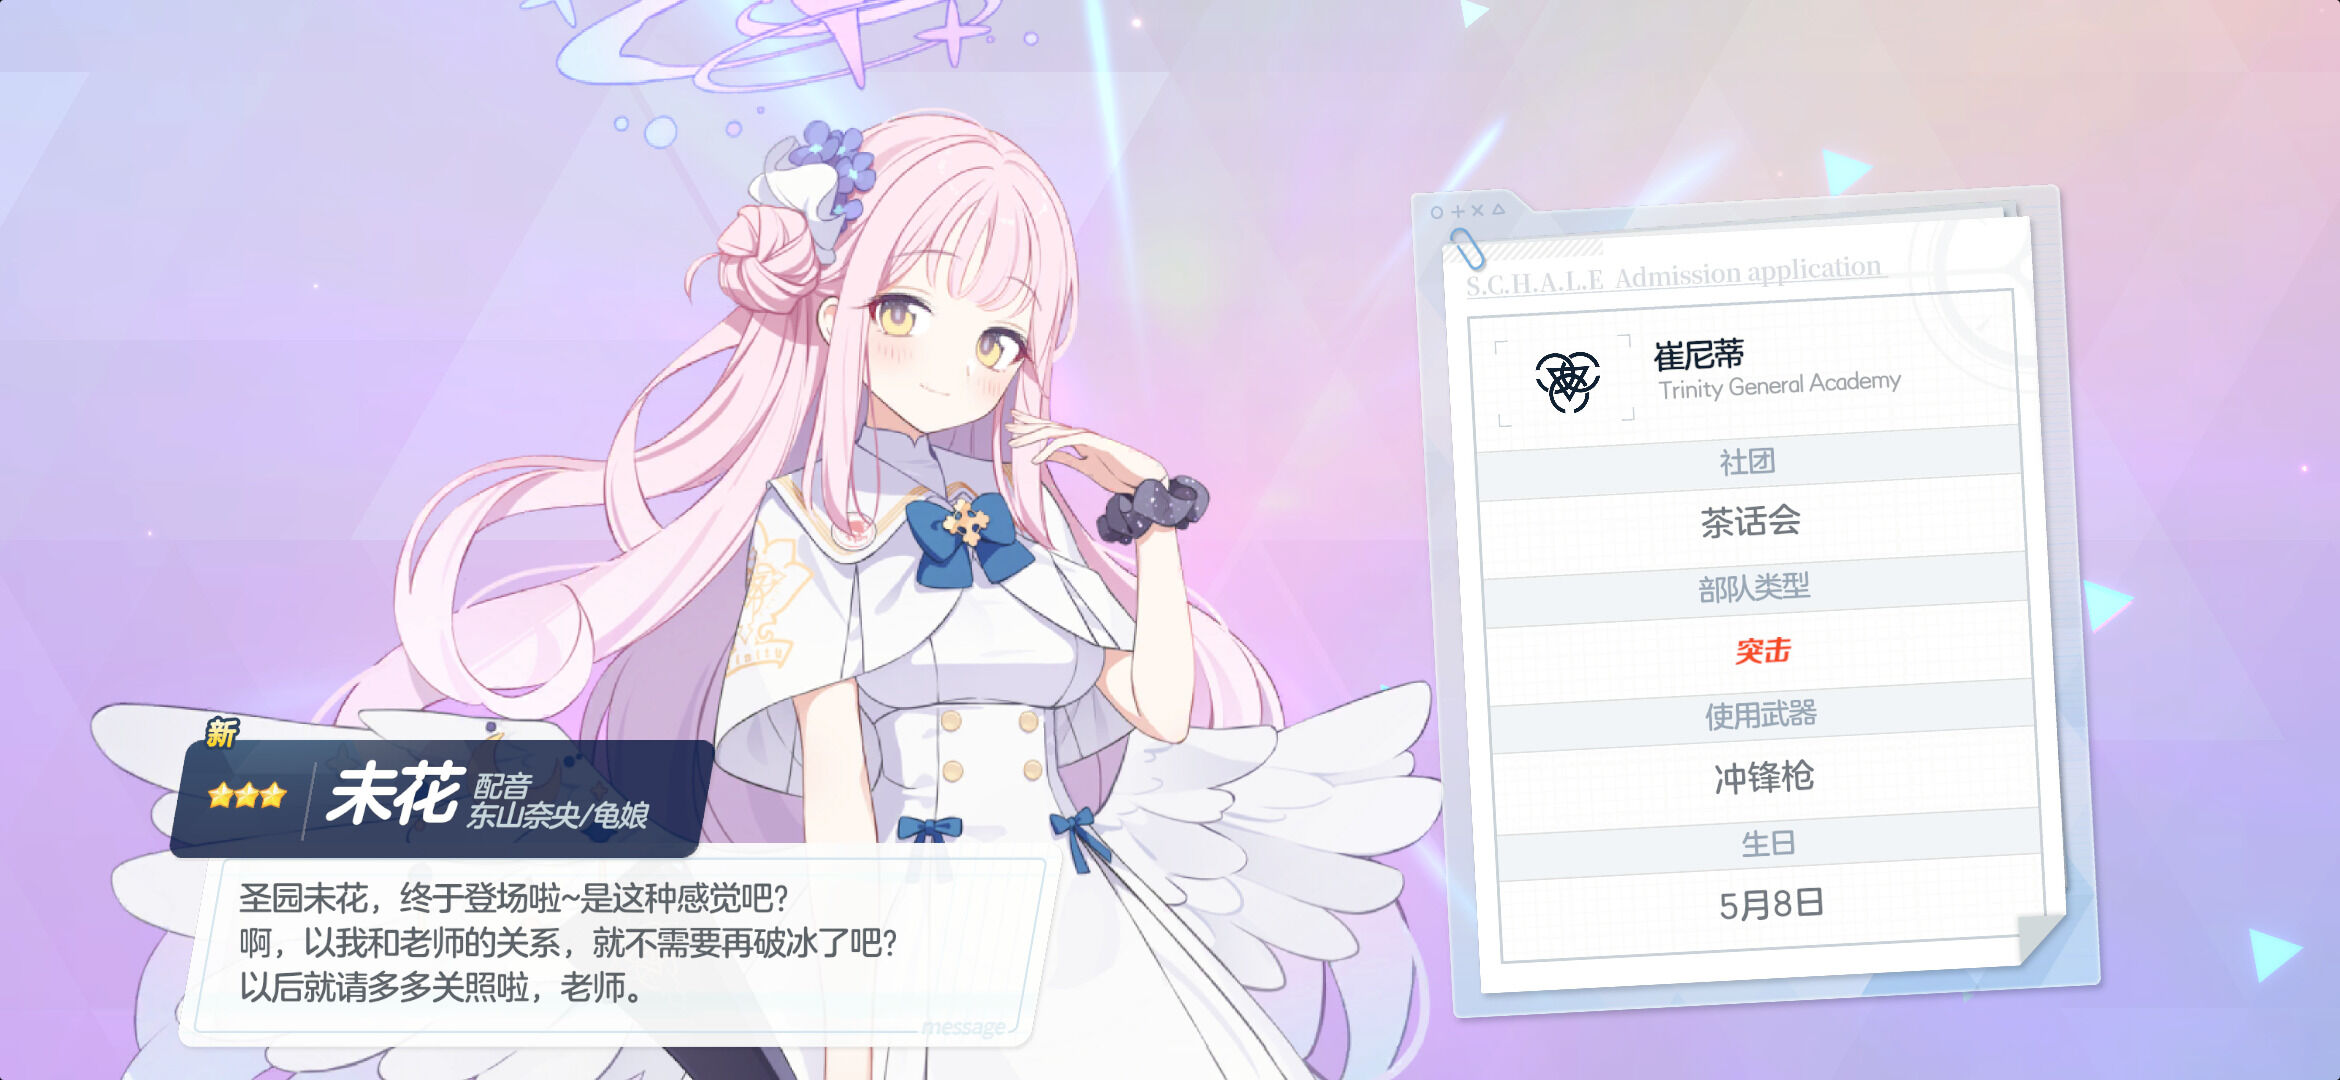 S.C.H.A.L.E Admission application
崔尼蒂
Trinity General Academy
社团
茶话会
部队类型
突击
使用武器
冲锋枪
生日
5月8日
新
未花
配音
东山奈央/龟娘
圣园未花，终于登场啦~是这种感觉吧?
啊，以我和老师的关系，就不需要再破冰了吧?
以后就请多多关照啦，老师。
message